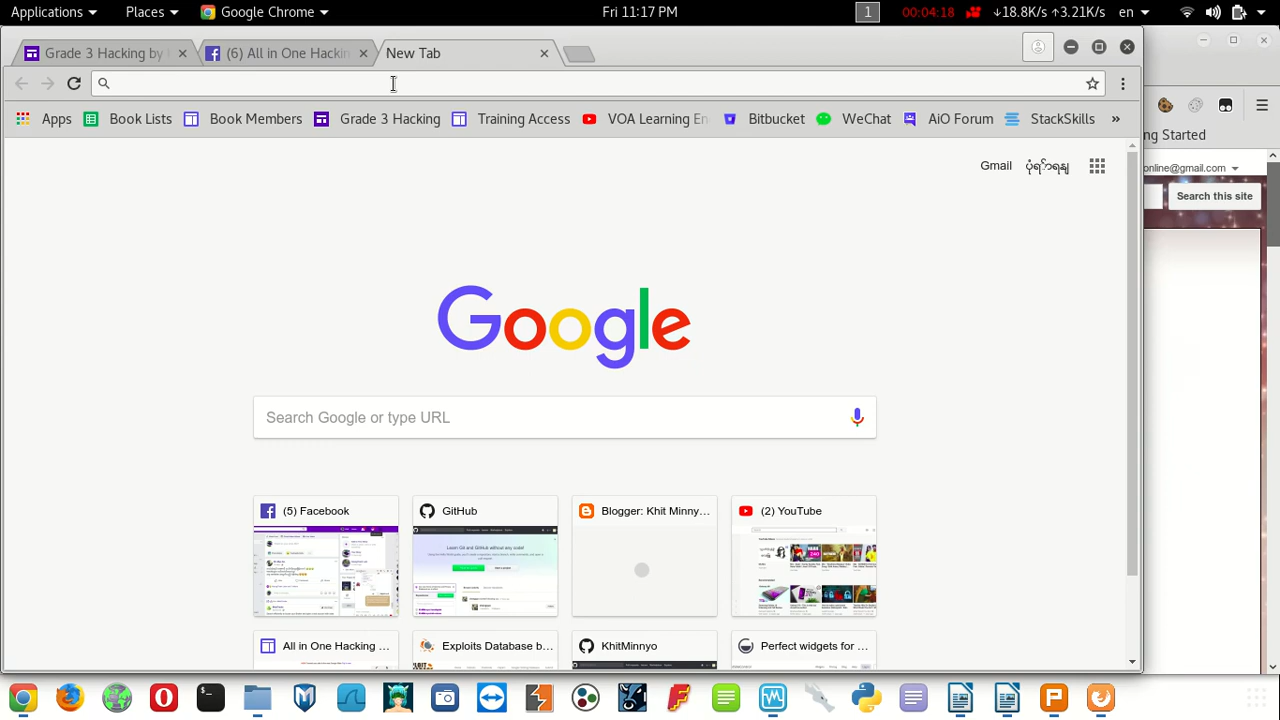 Applications Places Google Chrome Fri 11:17 PM 1 00:04:18 ↓18.8K/s ↑3.21K/s en
Grade 3 Hacking by (6) All in One Hackin New Tab
Apps Book Lists Book Members Grade 3 Hacking Training Access VOA Learning En Bitbucket WeChat AiO Forum StackSkills »
ng Started
Gmail ပုံရိပ်များ
online@gmail.com
Search this site
Google
Search Google or type URL
(5) Facebook GitHub Blogger: Khit Minny... (2) YouTube
All in One Hacking ... Exploits Database b... KhitMinnyo Perfect widgets for ...